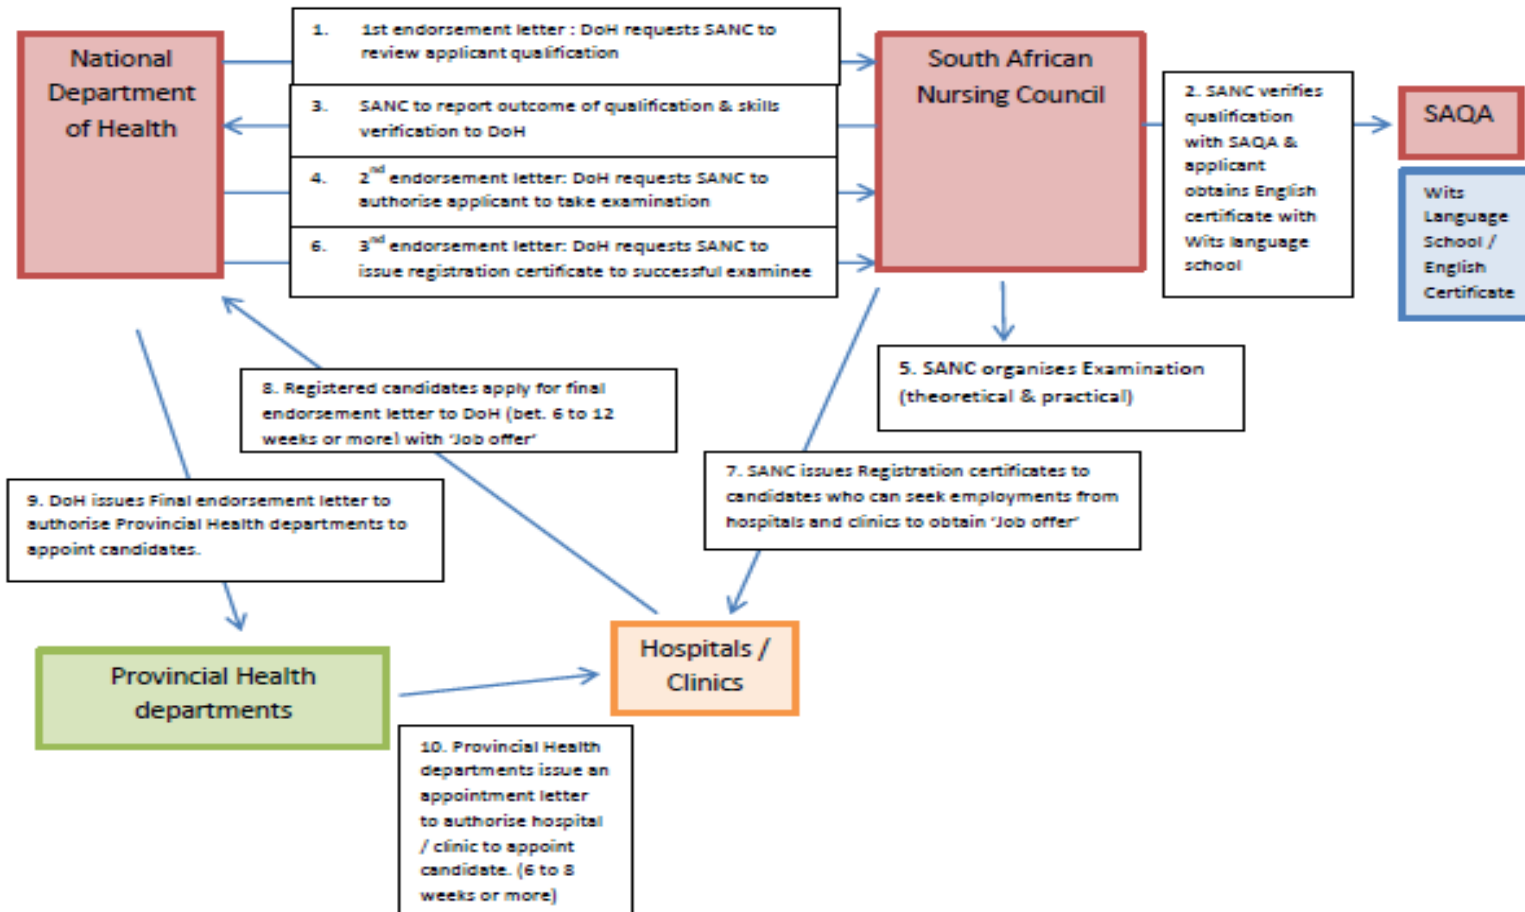 National
Department
of Health
1. 1st endorsement letter : DoH requests SANC to
review applicant qualification
3. SANC to report outcome of qualification & skills
verification to DoH
4. 2nd endorsement letter: DoH requests SANC to
authorise applicant to take examination
6. 3nd endorsement letter: DoH requests SANC to
issue registration certificate to successful examinee
South African
Nursing Council
2. SANC verifies
qualification
with SAQA &
applicant
obtains English
certificate with
Wits language
school
SAQA
Wits
Language
School /
English
Certificate
8. Registered candidates apply for final
endorsement letter to DoH (bet. 6 to 12
weeks or more) with ‘Job offer’
5. SANC organises Examination
(theoretical & practical)
7. SANC issues Registration certificates to
candidates who can seek employments from
hospitals and clinics to obtain ‘Job offer’
9. DoH issues Final endorsement letter to
authorise Provincial Health departments to
appoint candidates.
Provincial Health
departments
Hospitals /
Clinics
10. Provincial Health
departments issue an
appointment letter
to authorise hospital
/ clinic to appoint
candidate. (6 to 8
weeks or more)